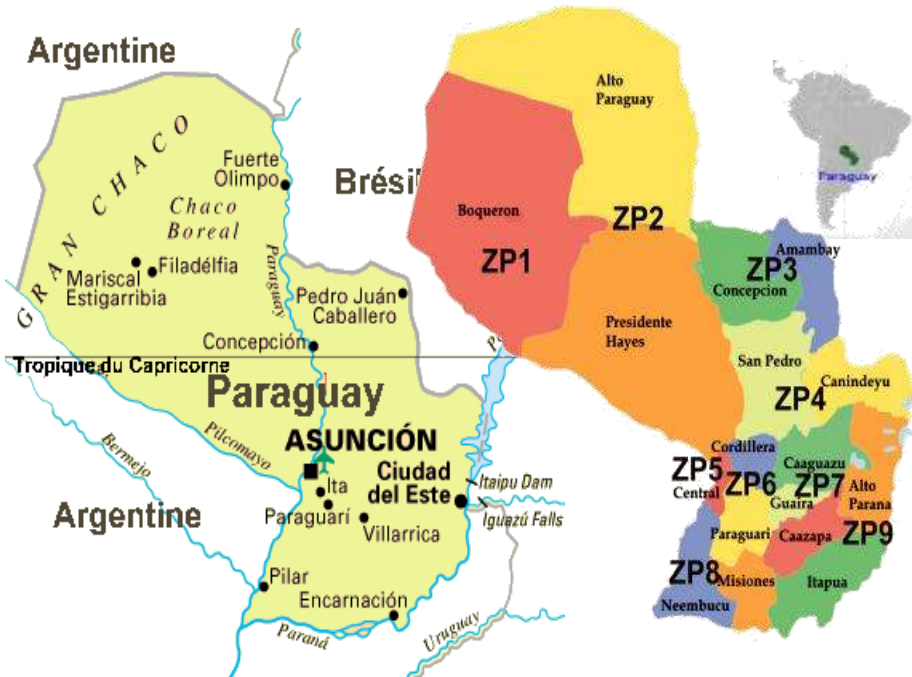 Argentine
GRAN CHACO
Fuerte
Olimpo
Chaco
Boreal
Brésil
Paraguay
Mariscal
Estigarribia
Filadélfia
Pedro Juán
Caballero
Concepción
Tropique du Capricorne
Paraguay
Pilcomayo
Bermejo
ASUNCIÓN
Ciudad
del Este
Itaipu Dam
Iguazú Falls
Ita
Paraguarí
Villarrica
Argentine
Pilar
Encarnación
Paraná
Uruguay
Alto
Paraguay
Boqueron
ZP1
ZP2
Presidente
Hayes
Amambay
ZP3
Concepcion
San Pedro
Canindeyu
ZP4
Cordillera
Caaguazu
ZP5
Central
ZP6
ZP7
Guaira
Alto
Parana
Paraguari
Caazapa
ZP9
ZP8
Misiones
Itapua
Neembucu
Paraguay